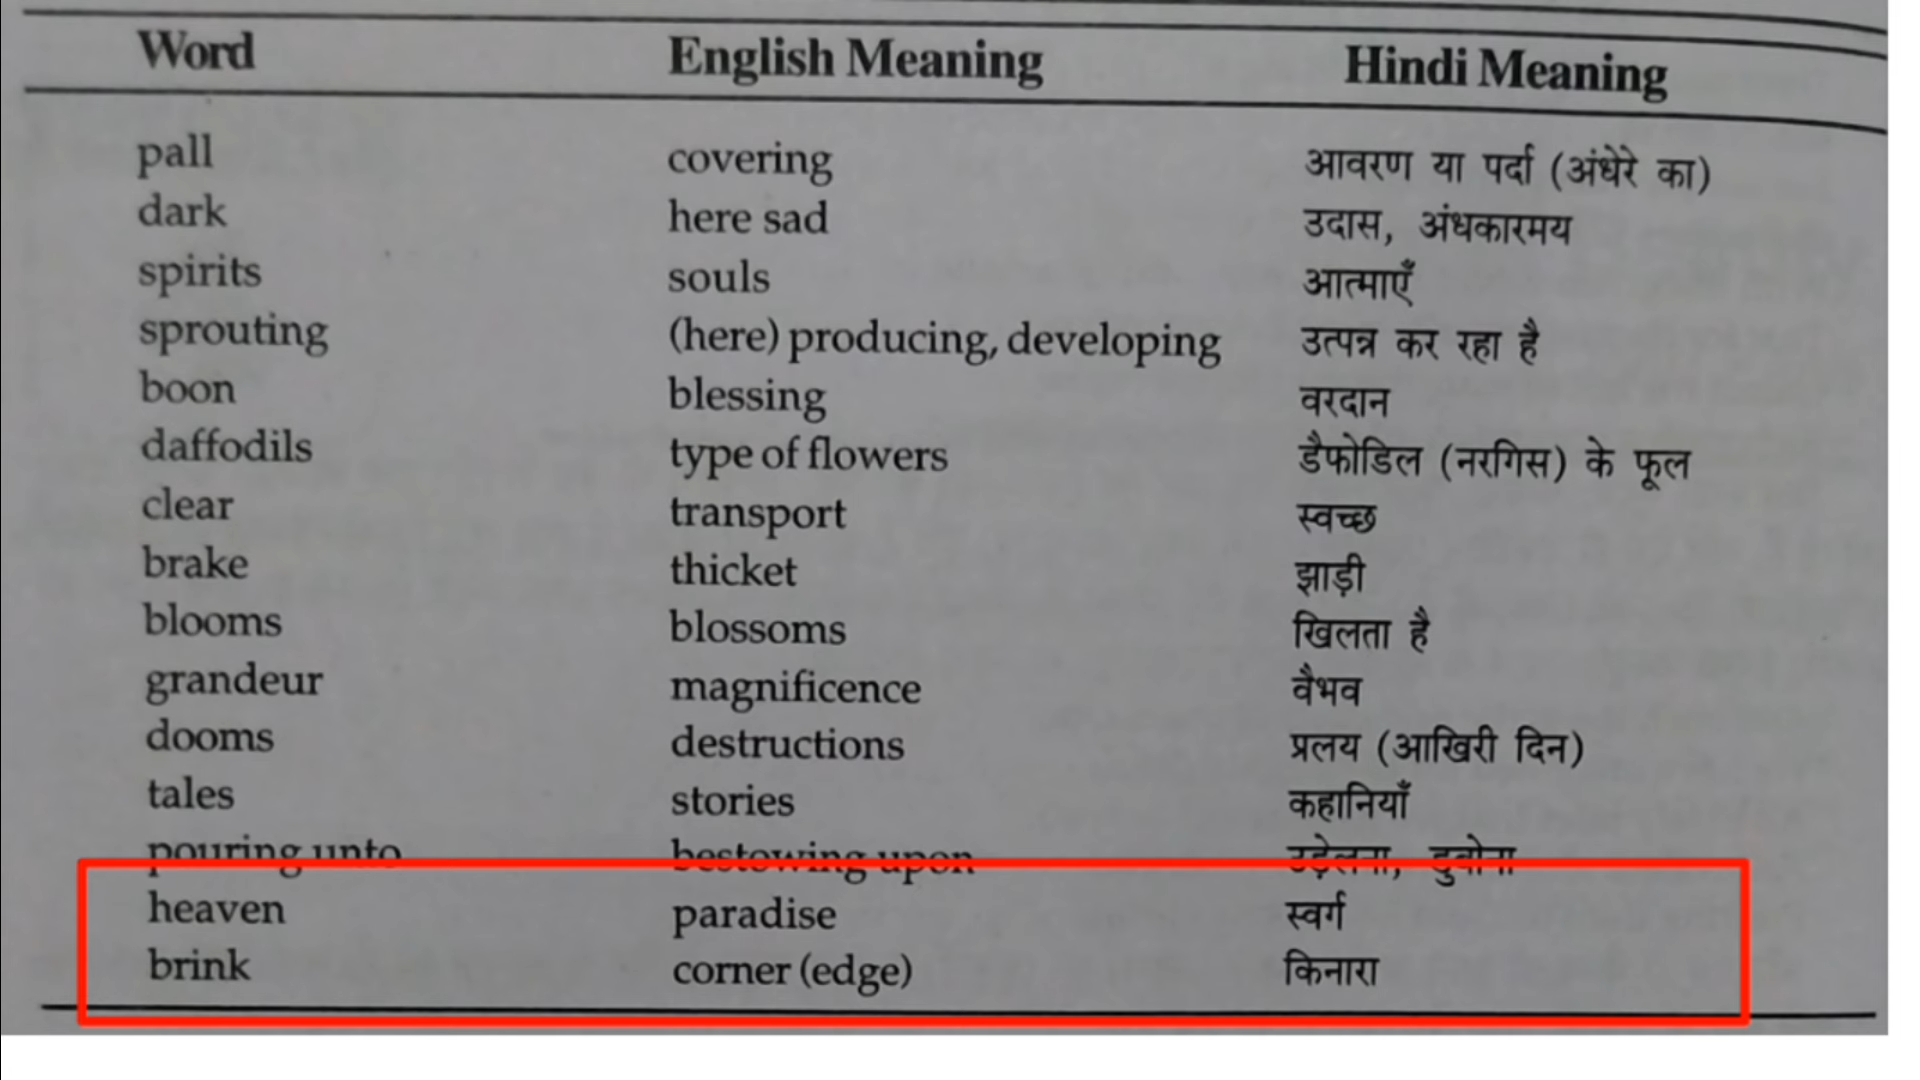 Word English Meaning Hindi Meaning
pall covering आवरण या पर्दा (अंधेरे का)
dark here sad उदास, अंधकारमय
spirits souls आत्माएँ
sprouting (here) producing, developing उत्पन्न कर रहा है
boon blessing वरदान
daffodils type of flowers डैफोडिल (नरगिस) के फूल
clear transport स्वच्छ
brake thicket झाड़ी
blooms blossoms खिलता है
grandeur magnificence वैभव
dooms destructions प्रलय (आखिरी दिन)
tales stories कहानियाँ
pouring unto bestowing upon उड़ेलना, डुबोना
heaven paradise स्वर्ग
brink corner (edge) किनारा